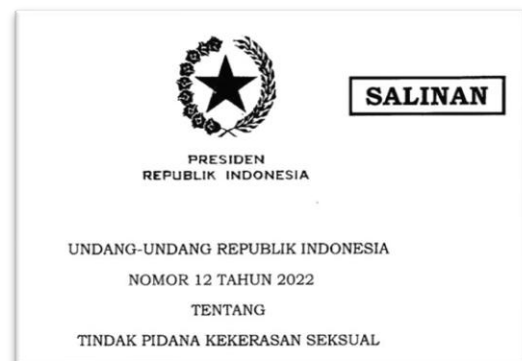 SALINAN
PRESIDEN
REPUBLIK INDONESIA
UNDANG-UNDANG REPUBLIK INDONESIA
NOMOR 12 TAHUN 2022
TENTANG
TINDAK PIDANA KEKERASAN SEKSUAL